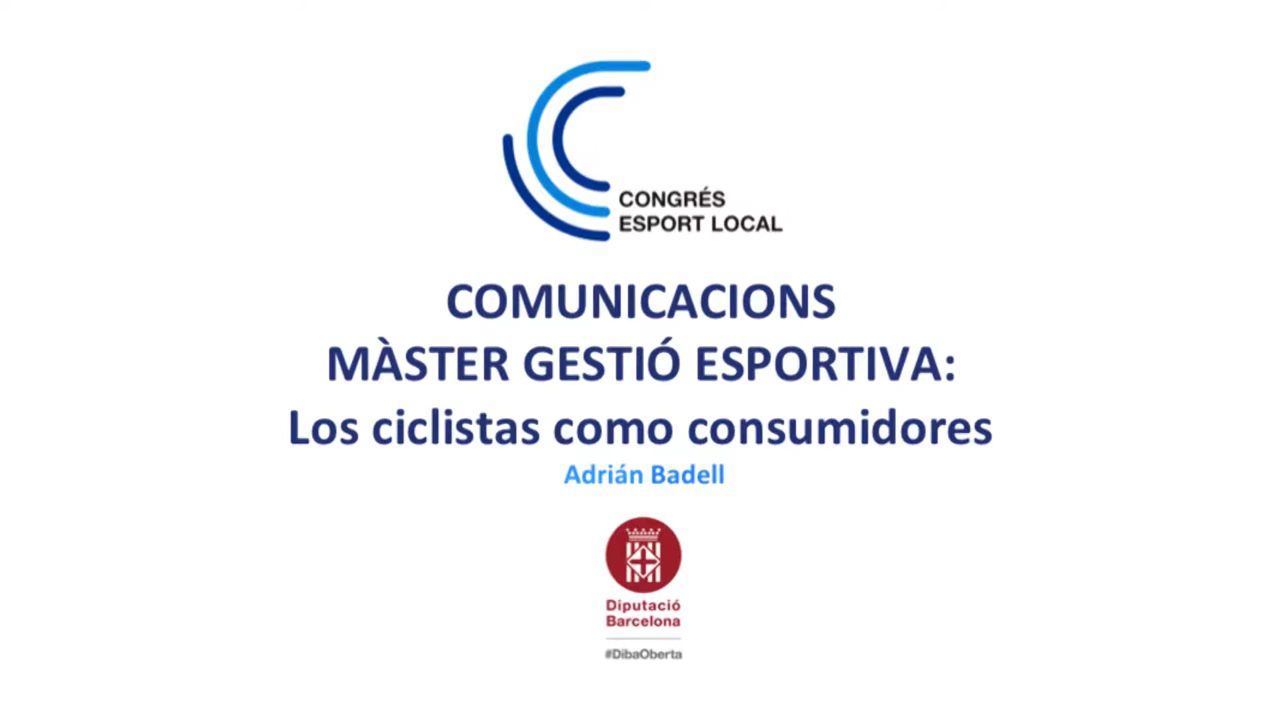 CONGRÉS
ESPORT LOCAL
COMUNICACIONS
MÀSTER GESTIÓ ESPORTIVA:
Los ciclistas como consumidores
Adrián Badell
Diputació
Barcelona
#DibaOberta